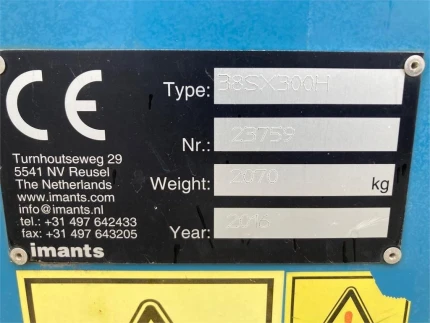 CE
Type: 38SX300H
Nr.: 23759
Weight: 2070 kg
Year: 2016
Turnhoutseweg 29
5541 NV Reusel
The Netherlands
www.imants.com
info@imants.nl
tel.: +31 497 642433
fax: +31 497 643205
imants